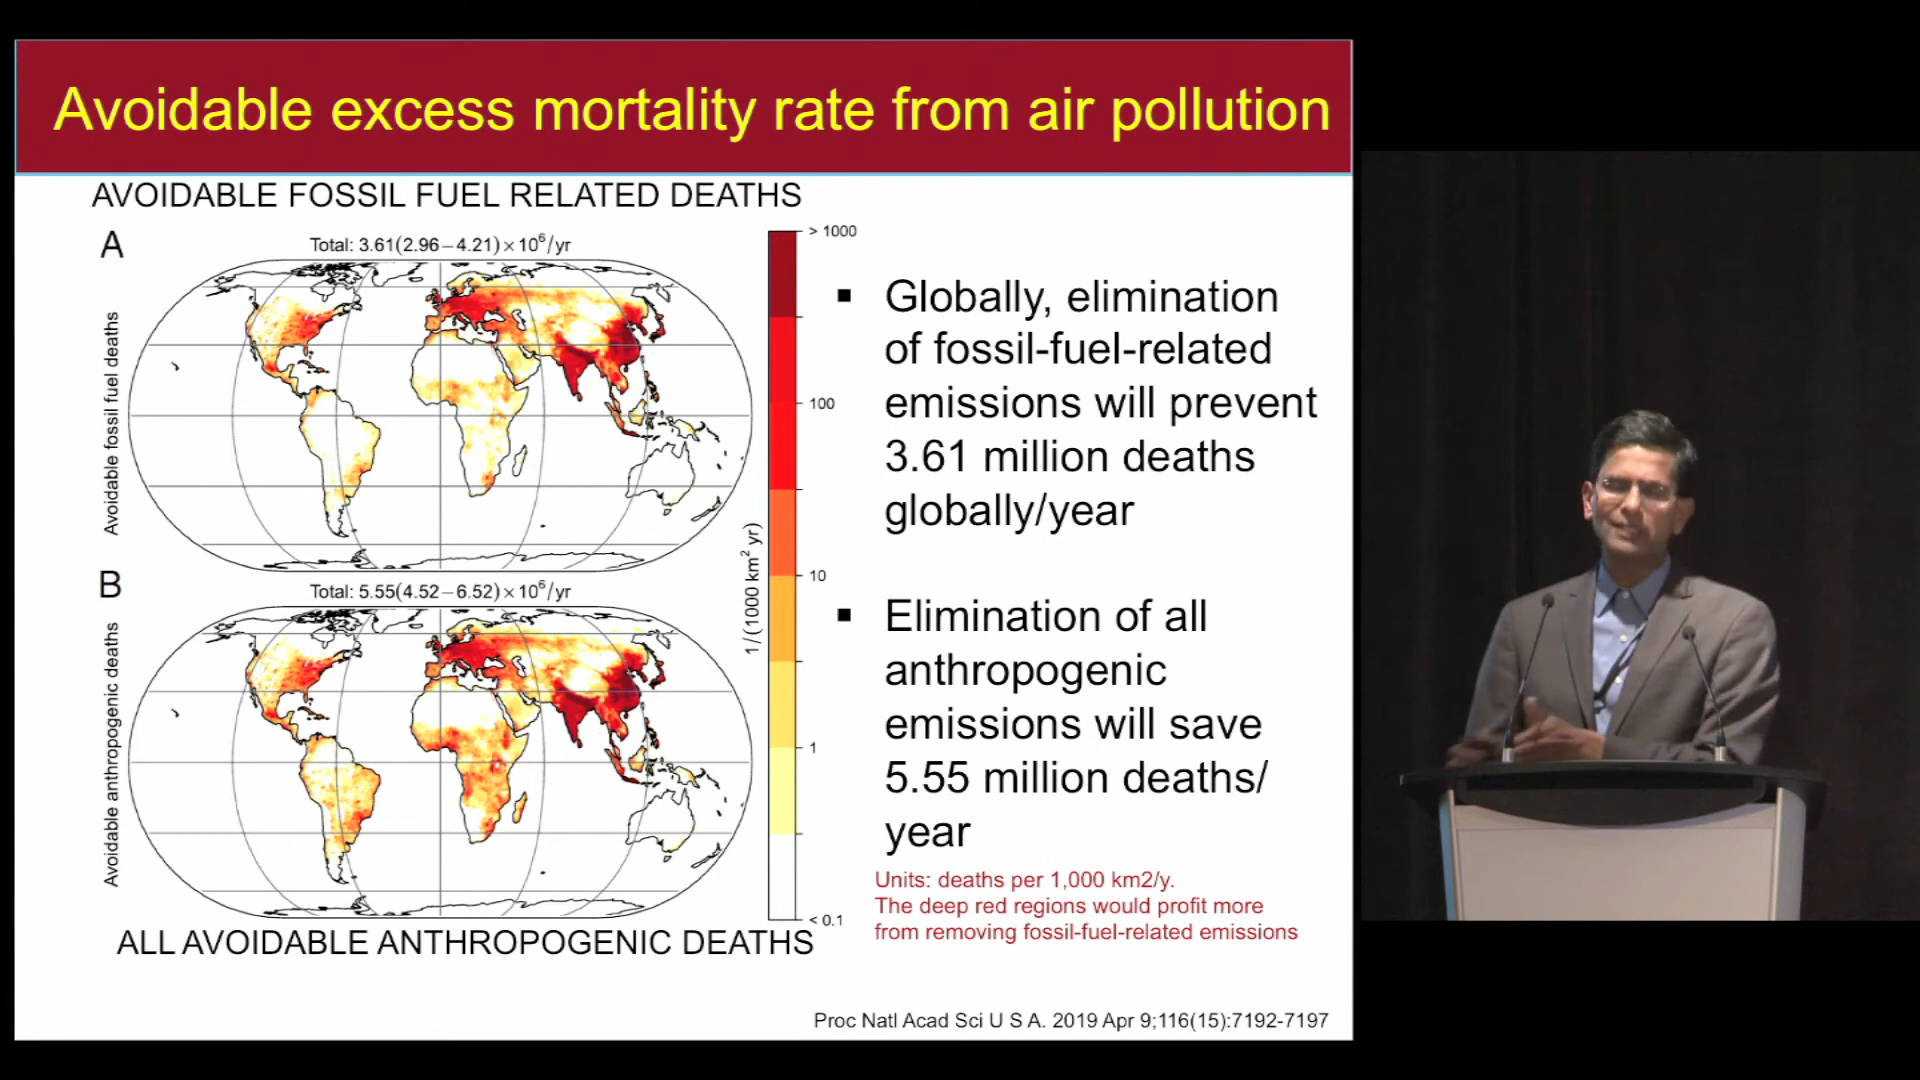 Avoidable excess mortality rate from air pollution
AVOIDABLE FOSSIL FUEL RELATED DEATHS
A
Total: 3.61(2.96−4.21)×10⁶/yr
Avoidable fossil fuel deaths
B
Total: 5.55(4.52−6.52)×10⁶/yr
Avoidable anthropogenic deaths
ALL AVOIDABLE ANTHROPOGENIC DEATHS
> 1000
100
10
1
< 0.1
1/(1000 km² yr)
▪ Globally, elimination
of fossil-fuel-related
emissions will prevent
3.61 million deaths
globally/year
▪ Elimination of all
anthropogenic
emissions will save
5.55 million deaths/
year
Units: deaths per 1,000 km2/y.
The deep red regions would profit more
from removing fossil-fuel-related emissions
Proc Natl Acad Sci U S A. 2019 Apr 9;116(15):7192-7197